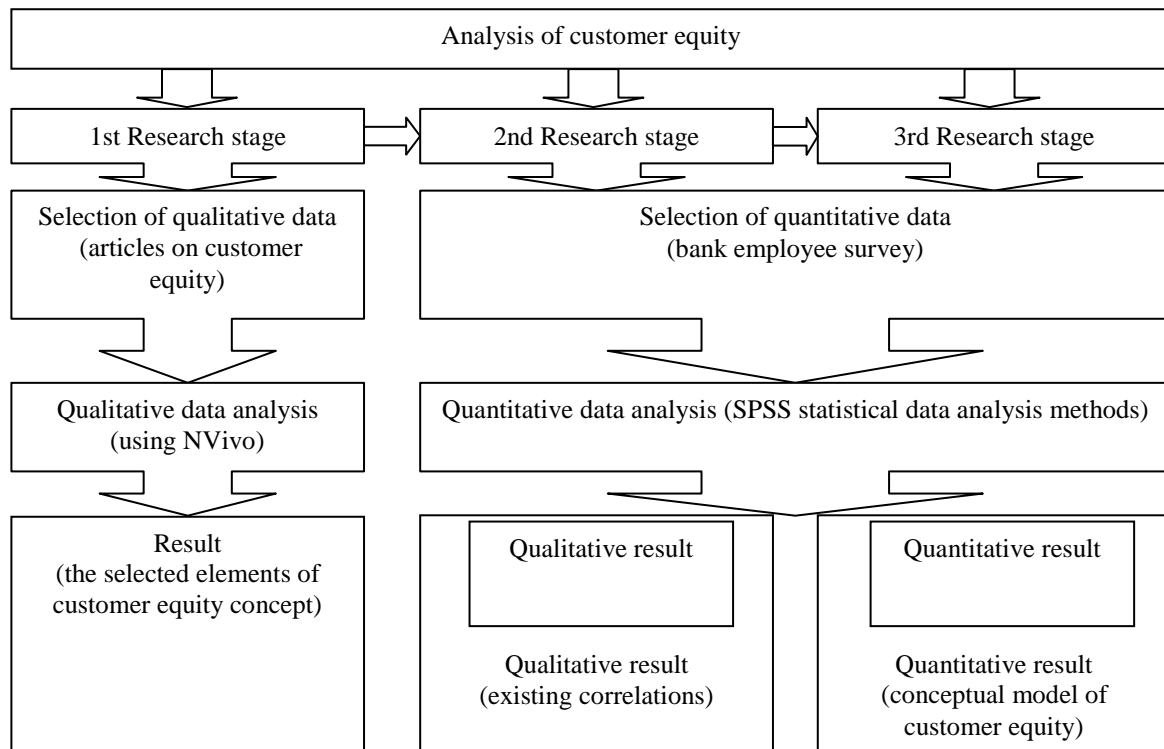 Analysis of customer equity
1st Research stage
2nd Research stage
3rd Research stage
Selection of qualitative data
(articles on customer
equity)
Selection of quantitative data
(bank employee survey)
Qualitative data analysis
(using NVivo)
Quantitative data analysis (SPSS statistical data analysis methods)
Result
(the selected elements of
customer equity concept)
Qualitative result
Qualitative result
(existing correlations)
Quantitative result
Quantitative result
(conceptual model of
customer equity)